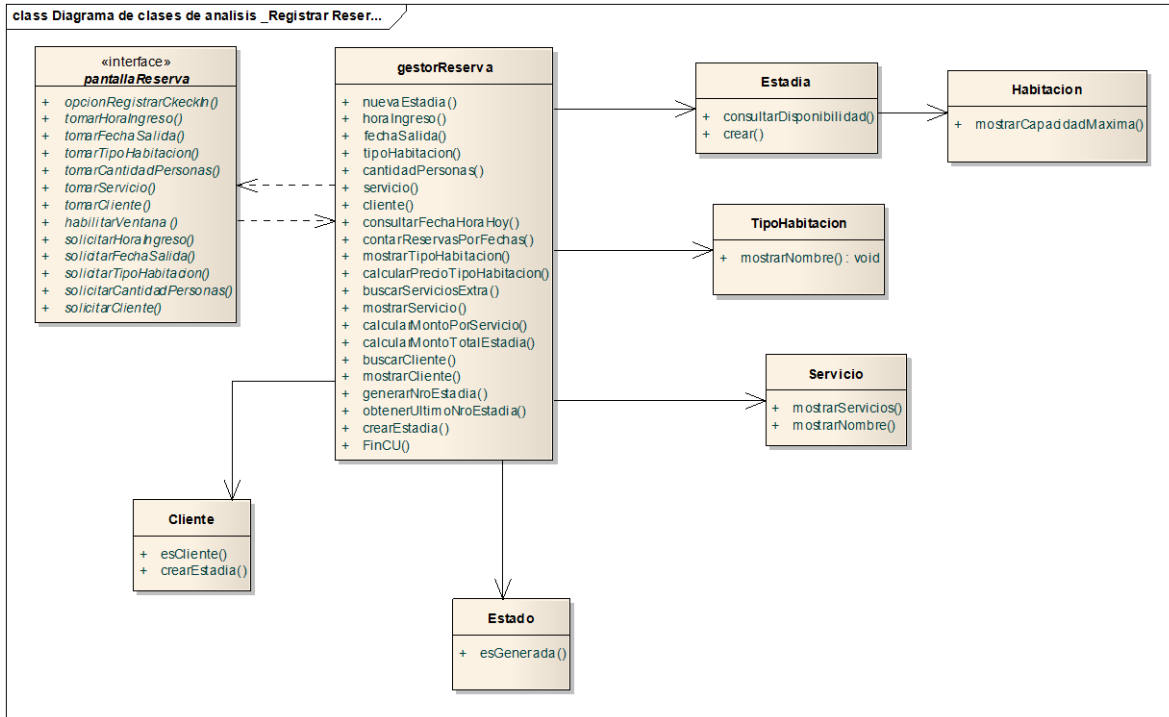 class Diagrama de clases de analisis _Registrar Reser...
«interface»
pantallaReserva
+ opcionRegistrarCkeckIn()
+ tomarHoraIngreso()
+ tomarFechaSalida()
+ tomarTipoHabitacion()
+ tomarCantidadPersonas()
+ tomarServicio()
+ tomarCliente()
+ habilitarVentana ()
+ solicitarHoraIngreso()
+ solicitarFechaSalida()
+ solicitarTipoHabitacion()
+ solicitarCantidadPersonas()
+ solicitarCliente()
gestorReserva
+ nuevaEstadia()
+ horaIngreso()
+ fechaSalida()
+ tipoHabitacion()
+ cantidadPersonas()
+ servicio()
+ cliente()
+ consultarFechaHoraHoy()
+ contarReservasPorFechas()
+ mostrarTipoHabitacion()
+ calcularPrecioTipoHabitacion()
+ buscarServiciosExtra()
+ mostrarServicio()
+ calcularMontoPorServicio()
+ calcularMontoTotalEstadia()
+ buscarCliente()
+ mostrarCliente()
+ generarNroEstadia()
+ obtenerUltimoNroEstadia()
+ crearEstadia()
+ FinCU()
Estadia
+ consultarDisponibilidad()
+ crear()
Habitacion
+ mostrarCapacidadMaxima()
TipoHabitacion
+ mostrarNombre() : void
Servicio
+ mostrarServicios()
+ mostrarNombre()
Cliente
+ esCliente()
+ crearEstadia()
Estado
+ esGenerada()